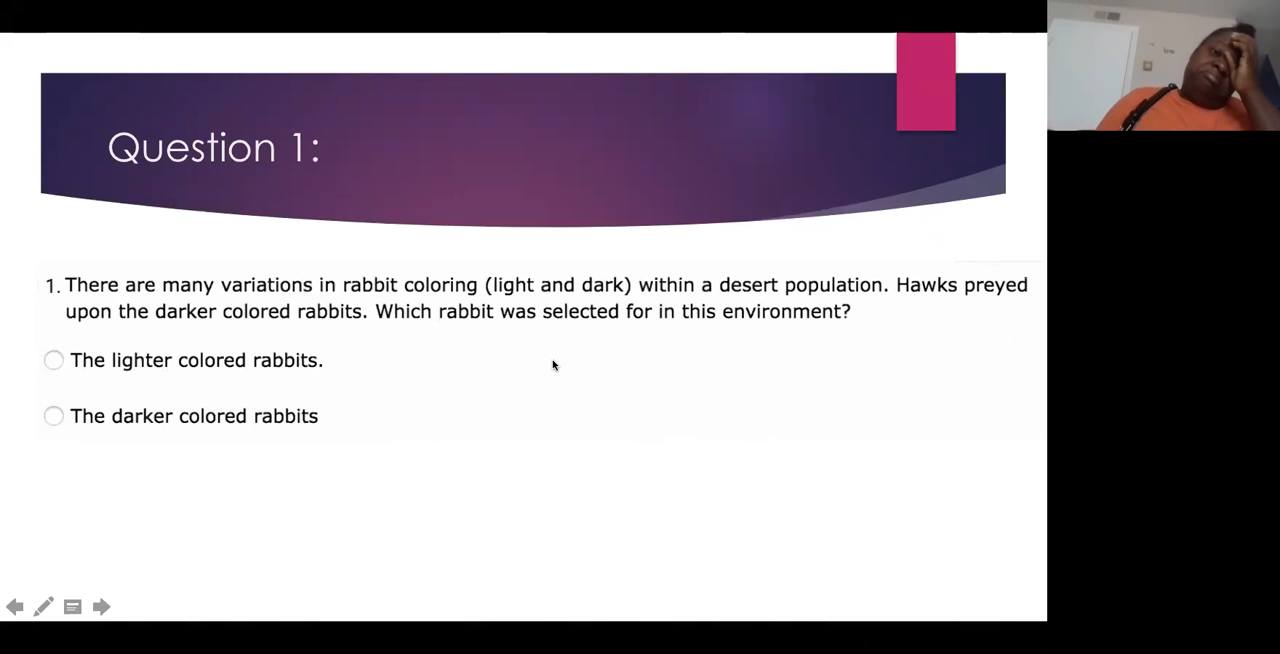 Question 1:
1. There are many variations in rabbit coloring (light and dark) within a desert population. Hawks preyed
upon the darker colored rabbits. Which rabbit was selected for in this environment?
The lighter colored rabbits.
The darker colored rabbits